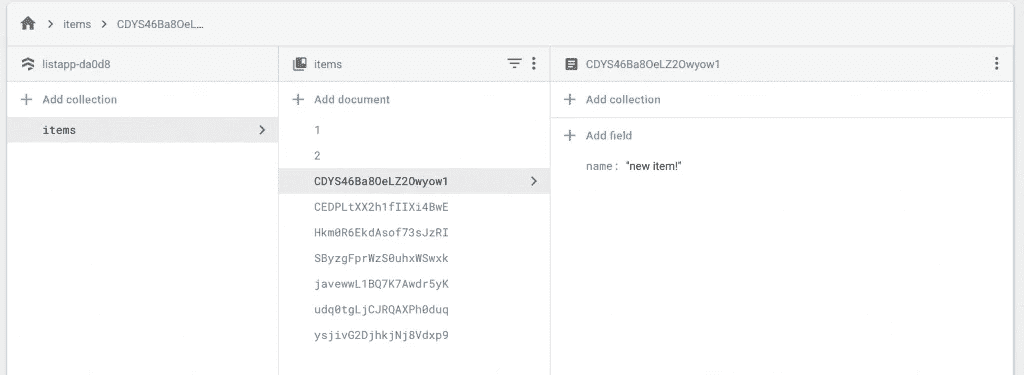 items CDYS46Ba8OeL…
listapp-da0d8
Add collection
items
items
Add document
1
2
CDYS46Ba8OeLZ2Owyow1
CEDPLtXX2h1fIIXi4BwE
Hkm0R6EkdAsof73sJzRI
SByzgFprWzS0uhxWSwxk
javewwL1BQ7K7Awdr5yK
udq0tgLjCJRQAXPh0duq
ysjivG2DjhkjNj8Vdxp9
CDYS46Ba8OeLZ2Owyow1
Add collection
Add field
name: "new item!"